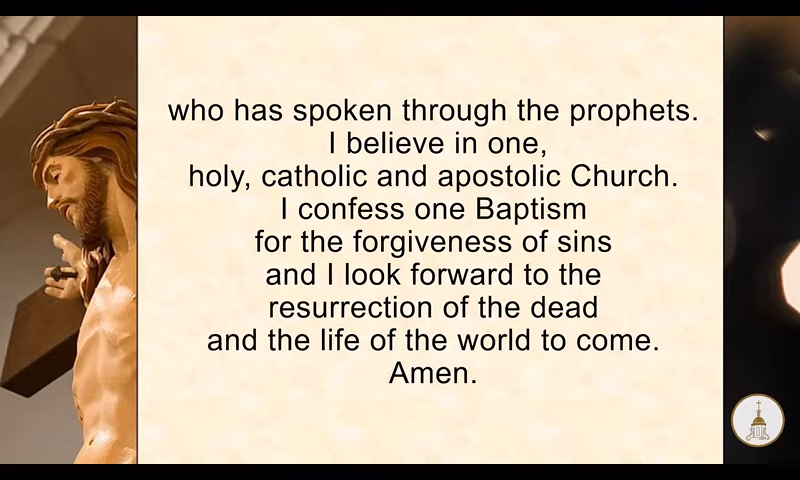 who has spoken through the prophets.
I believe in one,
holy, catholic and apostolic Church.
I confess one Baptism
for the forgiveness of sins
and I look forward to the
resurrection of the dead
and the life of the world to come.
Amen.